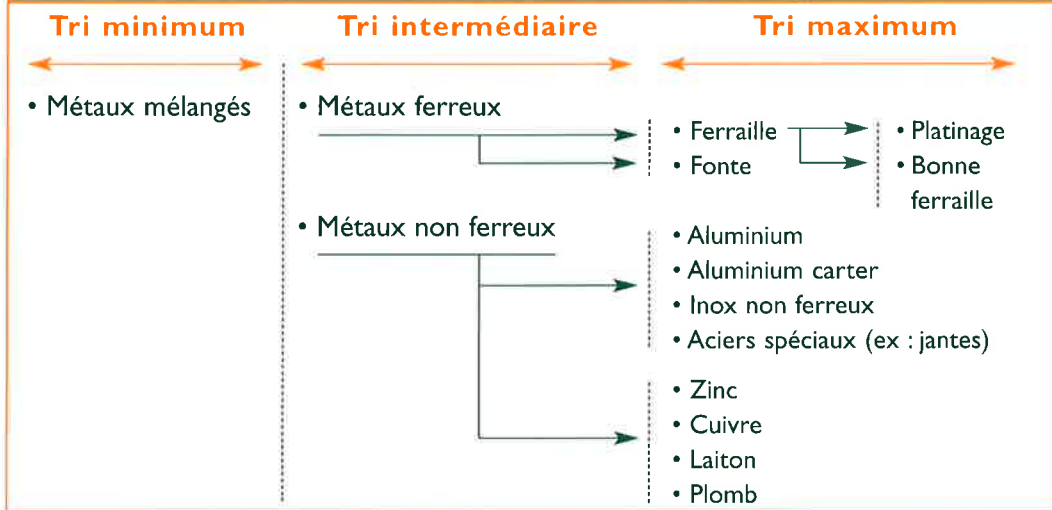 Tri minimum
Tri intermédiaire
Tri maximum
• Métaux mélangés
• Métaux ferreux
• Ferraille
• Fonte
• Platinage
• Bonne
ferraille
• Métaux non ferreux
• Aluminium
• Aluminium carter
• Inox non ferreux
• Aciers spéciaux (ex : jantes)
• Zinc
• Cuivre
• Laiton
• Plomb